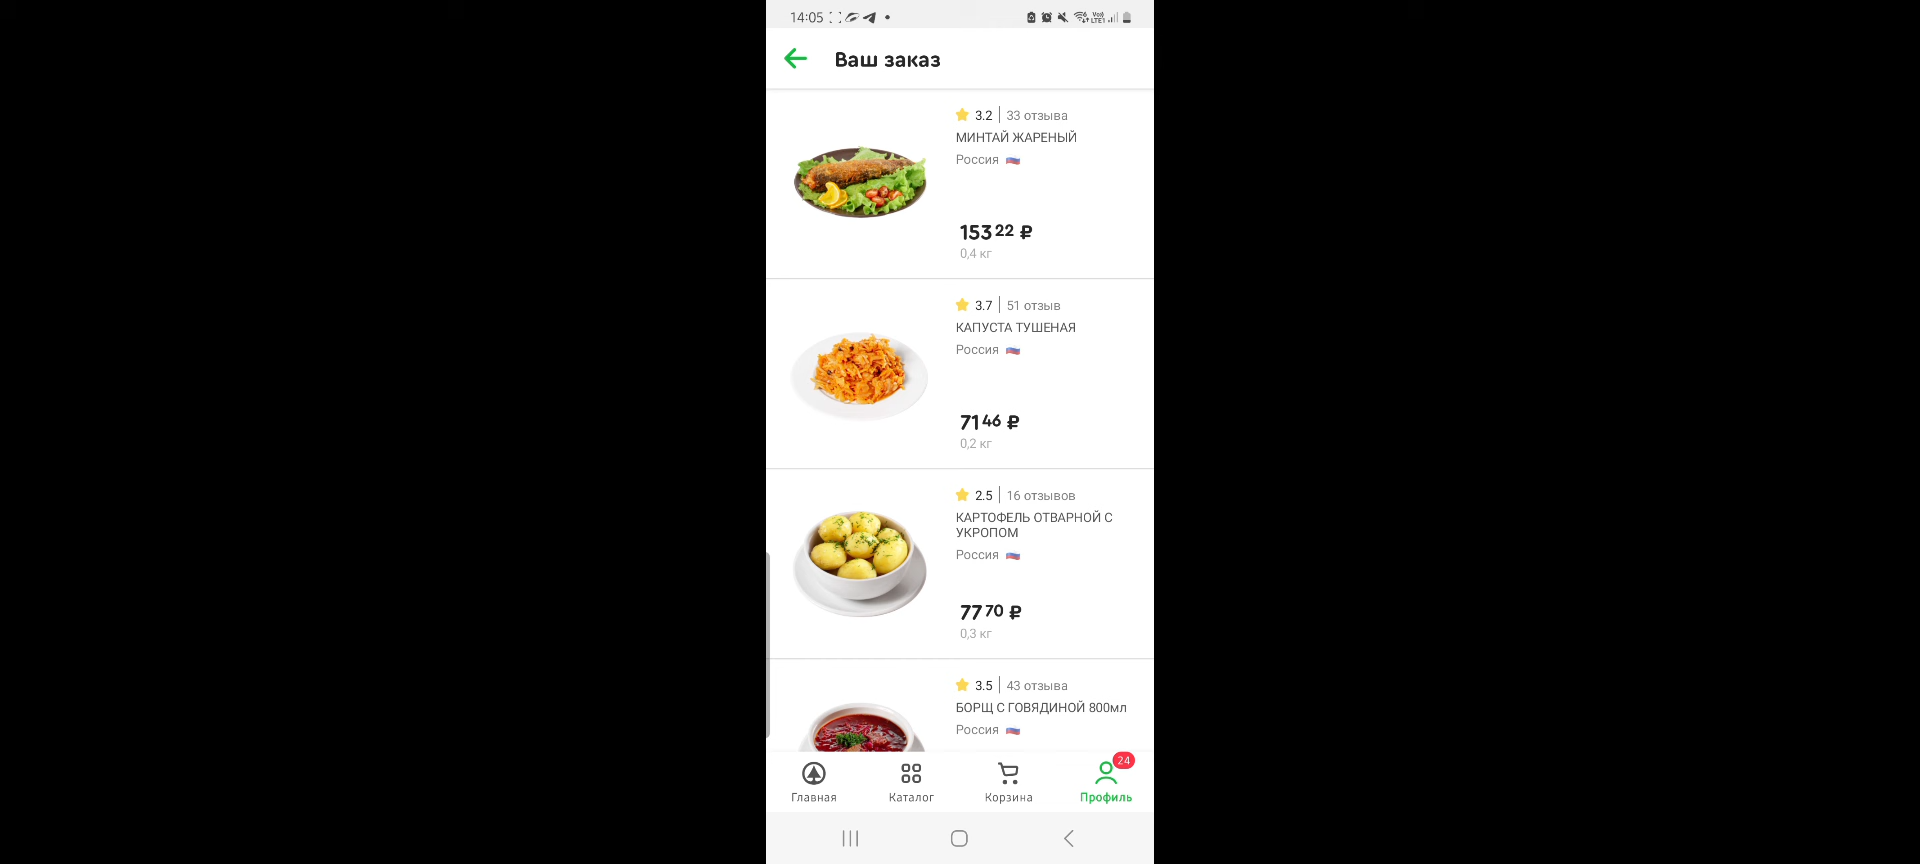 14:05
Ваш заказ
3.2 | 33 отзыва
МИНТАЙ ЖАРЕНЫЙ
Россия
153 22 ₽
0,4 кг
3.7 | 51 отзыв
КАПУСТА ТУШЕНАЯ
Россия
71 46 ₽
0,2 кг
2.5 | 16 отзывов
КАРТОФЕЛЬ ОТВАРНОЙ С
УКРОПОМ
Россия
77 70 ₽
0,3 кг
3.5 | 43 отзыва
БОРЩ С ГОВЯДИНОЙ 800мл
Россия
24
Главная Каталог Корзина Профиль